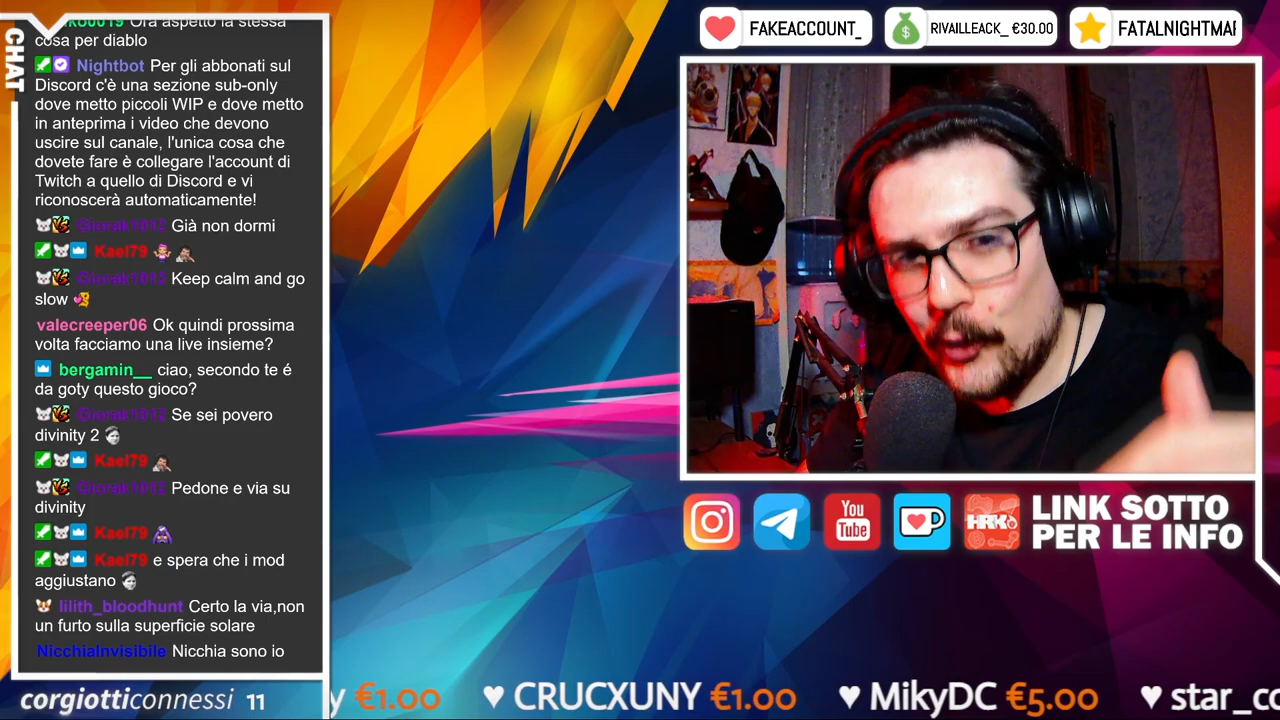 CHAT
Ora aspetto la stessa
cosa per diablo
Nightbot Per gli abbonati sul
Discord c'è una sezione sub-only
dove metto piccoli WIP e dove metto
in anteprima i video che devono
uscire sul canale, l'unica cosa che
dovete fare è collegare l'account di
Twitch a quello di Discord e vi
riconoscerà automaticamente!
Già non dormi
Kael79
Keep calm and go
slow
valecreeper06 Ok quindi prossima
volta facciamo una live insieme?
bergamin__ ciao, secondo te é
da goty questo gioco?
Se sei povero
divinity 2
Kael79
Pedone e via su
divinity
Kael79
Kael79 e spera che i mod
aggiustano
lilith_bloodhunt Certo la via,non
un furto sulla superficie solare
NicchiaInvisibile Nicchia sono io
corgiotticonnessi 11
FAKEACCOUNT_
RIVAILLEACK_ €30.00
FATALNIGHTMAR
You
Tube
HRK
LINK SOTTO
PER LE INFO
y €1.00 ♥ CRUCXUNY €1.00 ♥ MikyDC €5.00 ♥ star_co